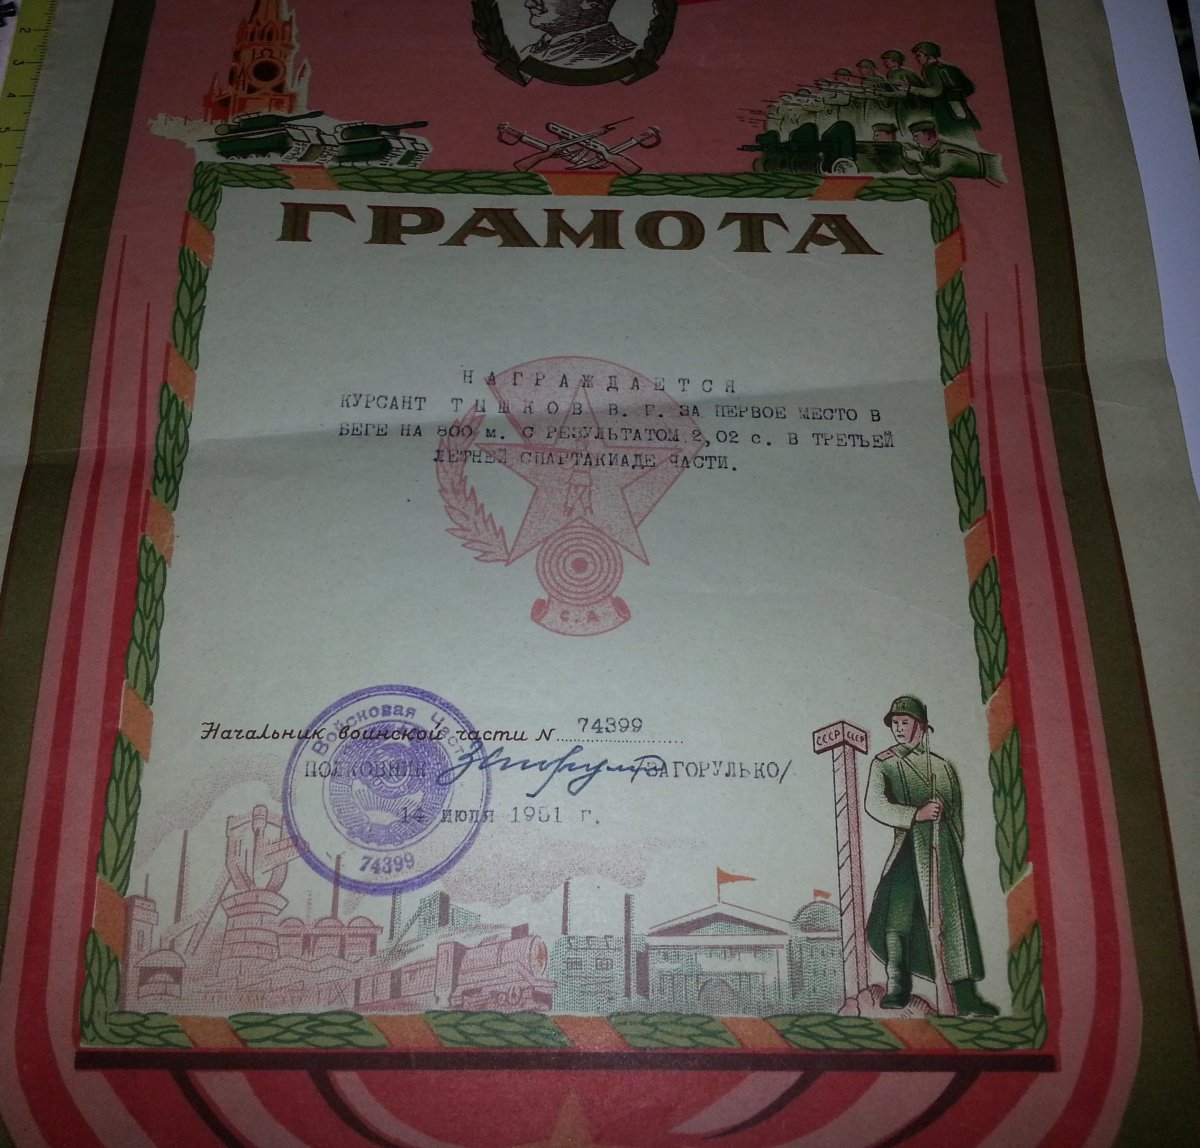 ГРАМОТА
НАГРАЖДАЕТСЯ
КУРСАНТ ТЫШКОВ В. Г. ЗА ПЕРВОЕ МЕСТО В
БЕГЕ НА 800 м. С РЕЗУЛЬТАТОМ 2,02 с. В ТРЕТЬЕЙ
ЛЕТНЕЙ СПАРТАКИАДЕ ЧАСТИ.
С.Д
Начальник воинской части N 74399
ПОЛКОВНИК /ЗАГОРУЛЬКО/
14 июля 1951 г.
Войсковая часть
74399
СССР СССР